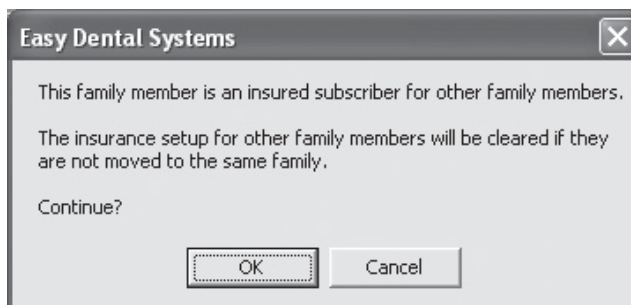 Easy Dental Systems
This family member is an insured subscriber for other family members.
The insurance setup for other family members will be cleared if they
are not moved to the same family.
Continue?
OK
Cancel